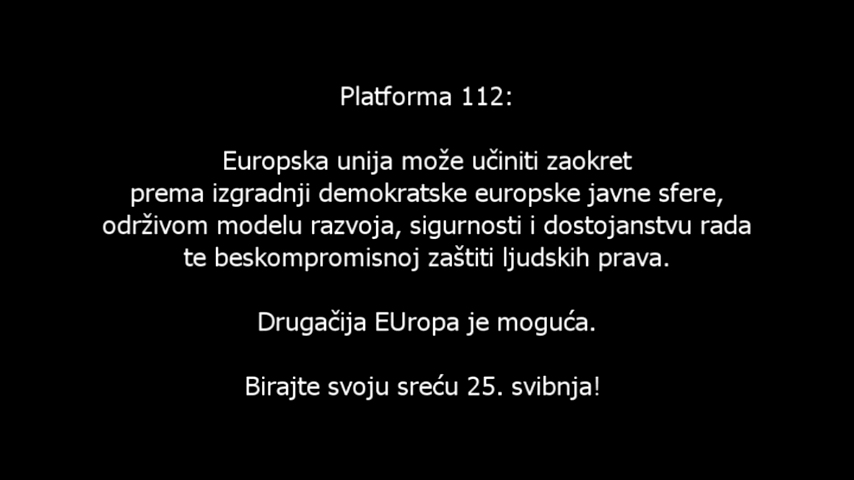 Platforma 112:
Europska unija može učiniti zaokret
prema izgradnji demokratske europske javne sfere,
održivom modelu razvoja, sigurnosti i dostojanstvu rada
te beskompromisnoj zaštiti ljudskih prava.
Drugačija EUropa je moguća.
Birajte svoju sreću 25. svibnja!